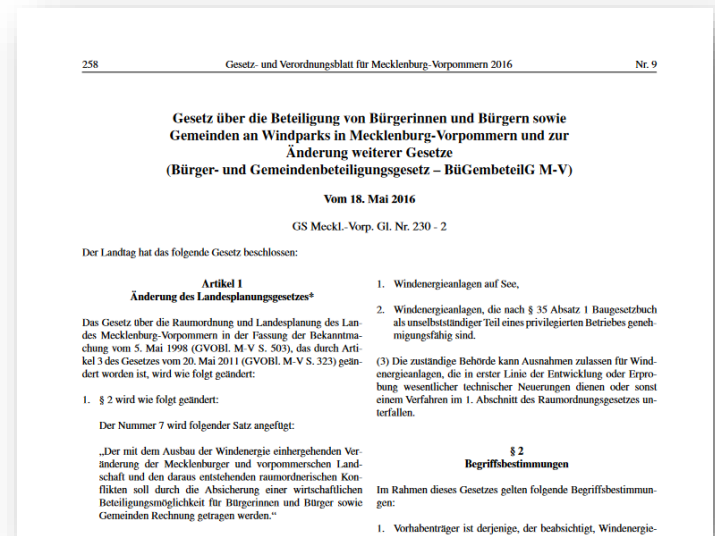 258 Gesetz- und Verordnungsblatt für Mecklenburg-Vorpommern 2016 Nr. 9
Gesetz über die Beteiligung von Bürgerinnen und Bürgern sowie
Gemeinden an Windparks in Mecklenburg-Vorpommern und zur
Änderung weiterer Gesetze
(Bürger- und Gemeindenbeteiligungsgesetz – BüGembeteilG M-V)
Vom 18. Mai 2016
GS Meckl.-Vorp. Gl. Nr. 230 - 2
Der Landtag hat das folgende Gesetz beschlossen:
Artikel 1
Änderung des Landesplanungsgesetzes*
Das Gesetz über die Raumordnung und Landesplanung des Lan-
des Mecklenburg-Vorpommern in der Fassung der Bekanntma-
chung vom 5. Mai 1998 (GVOBl. M-V S. 503), das durch Arti-
kel 3 des Gesetzes vom 20. Mai 2011 (GVOBl. M-V S. 323) geän-
dert worden ist, wird wie folgt geändert:
1. § 2 wird wie folgt geändert:
Der Nummer 7 wird folgender Satz angefügt:
„Der mit dem Ausbau der Windenergie einhergehenden Ver-
änderung der Mecklenburger und vorpommerschen Land-
schaft und den daraus entstehenden raumordnerischen Kon-
flikten soll durch die Absicherung einer wirtschaftlichen
Beteiligungsmöglichkeit für Bürgerinnen und Bürger sowie
Gemeinden Rechnung getragen werden.“
1. Windenergieanlagen auf See,
2. Windenergieanlagen, die nach § 35 Absatz 1 Baugesetzbuch
als unselbstständiger Teil eines privilegierten Betriebes geneh-
migungsfähig sind.
(3) Die zuständige Behörde kann Ausnahmen zulassen für Wind-
energieanlagen, die in erster Linie der Entwicklung oder Erpro-
bung wesentlicher technischer Neuerungen dienen oder sonst
einem Verfahren im 1. Abschnitt des Raumordnungsgesetzes un-
terfallen.
§ 2
Begriffsbestimmungen
Im Rahmen dieses Gesetzes gelten folgende Begriffsbestimmun-
gen:
1. Vorhabenträger ist derjenige, der beabsichtigt, Windenergie-